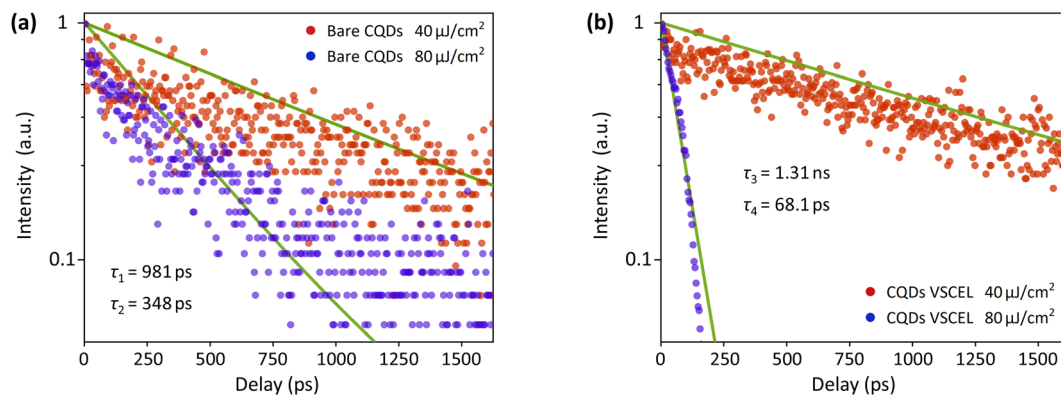 (a)
1
0.1
Intensity (a.u.)
Bare CQDs 40 μJ/cm²
Bare CQDs 80 μJ/cm²
τ₁ = 981 ps
τ₂ = 348 ps
0 250 500 750 1000 1250 1500
Delay (ps)
(b)
1
0.1
Intensity (a.u.)
τ₃ = 1.31 ns
τ₄ = 68.1 ps
CQDs VSCEL 40 μJ/cm²
CQDs VSCEL 80 μJ/cm²
0 250 500 750 1000 1250 1500
Delay (ps)